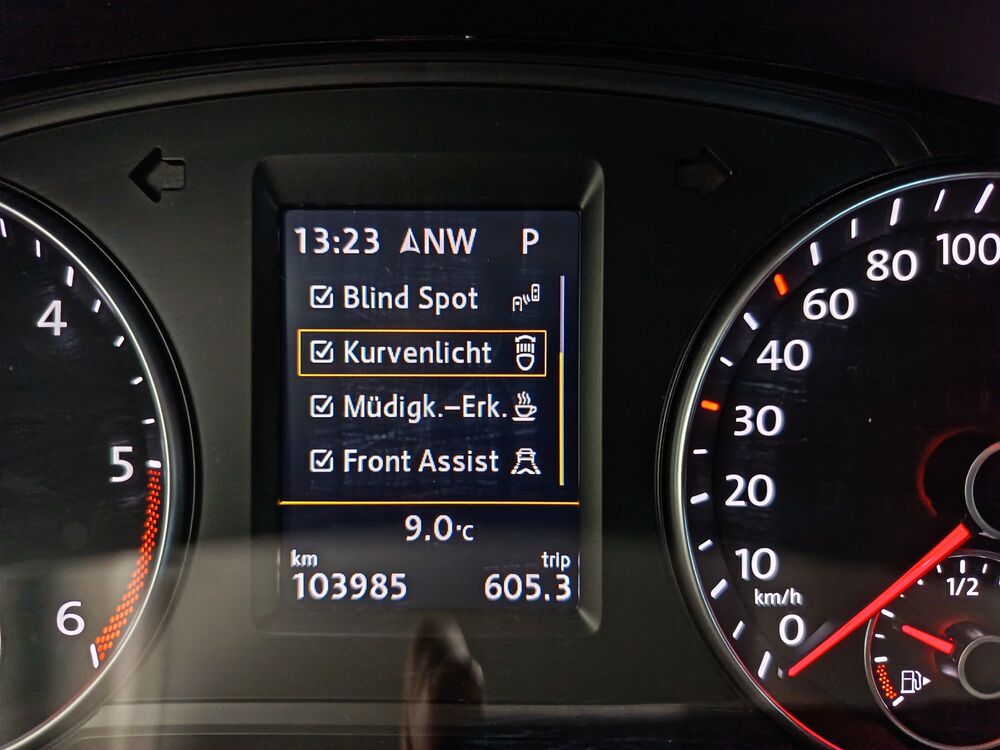 13:23 NW P
Blind Spot
Kurvenlicht
Müdigk.–Erk.
Front Assist
9.0°C
km trip
103985 605.3
4
5
6
100
80
60
40
30
20
10
km/h
0
1/2